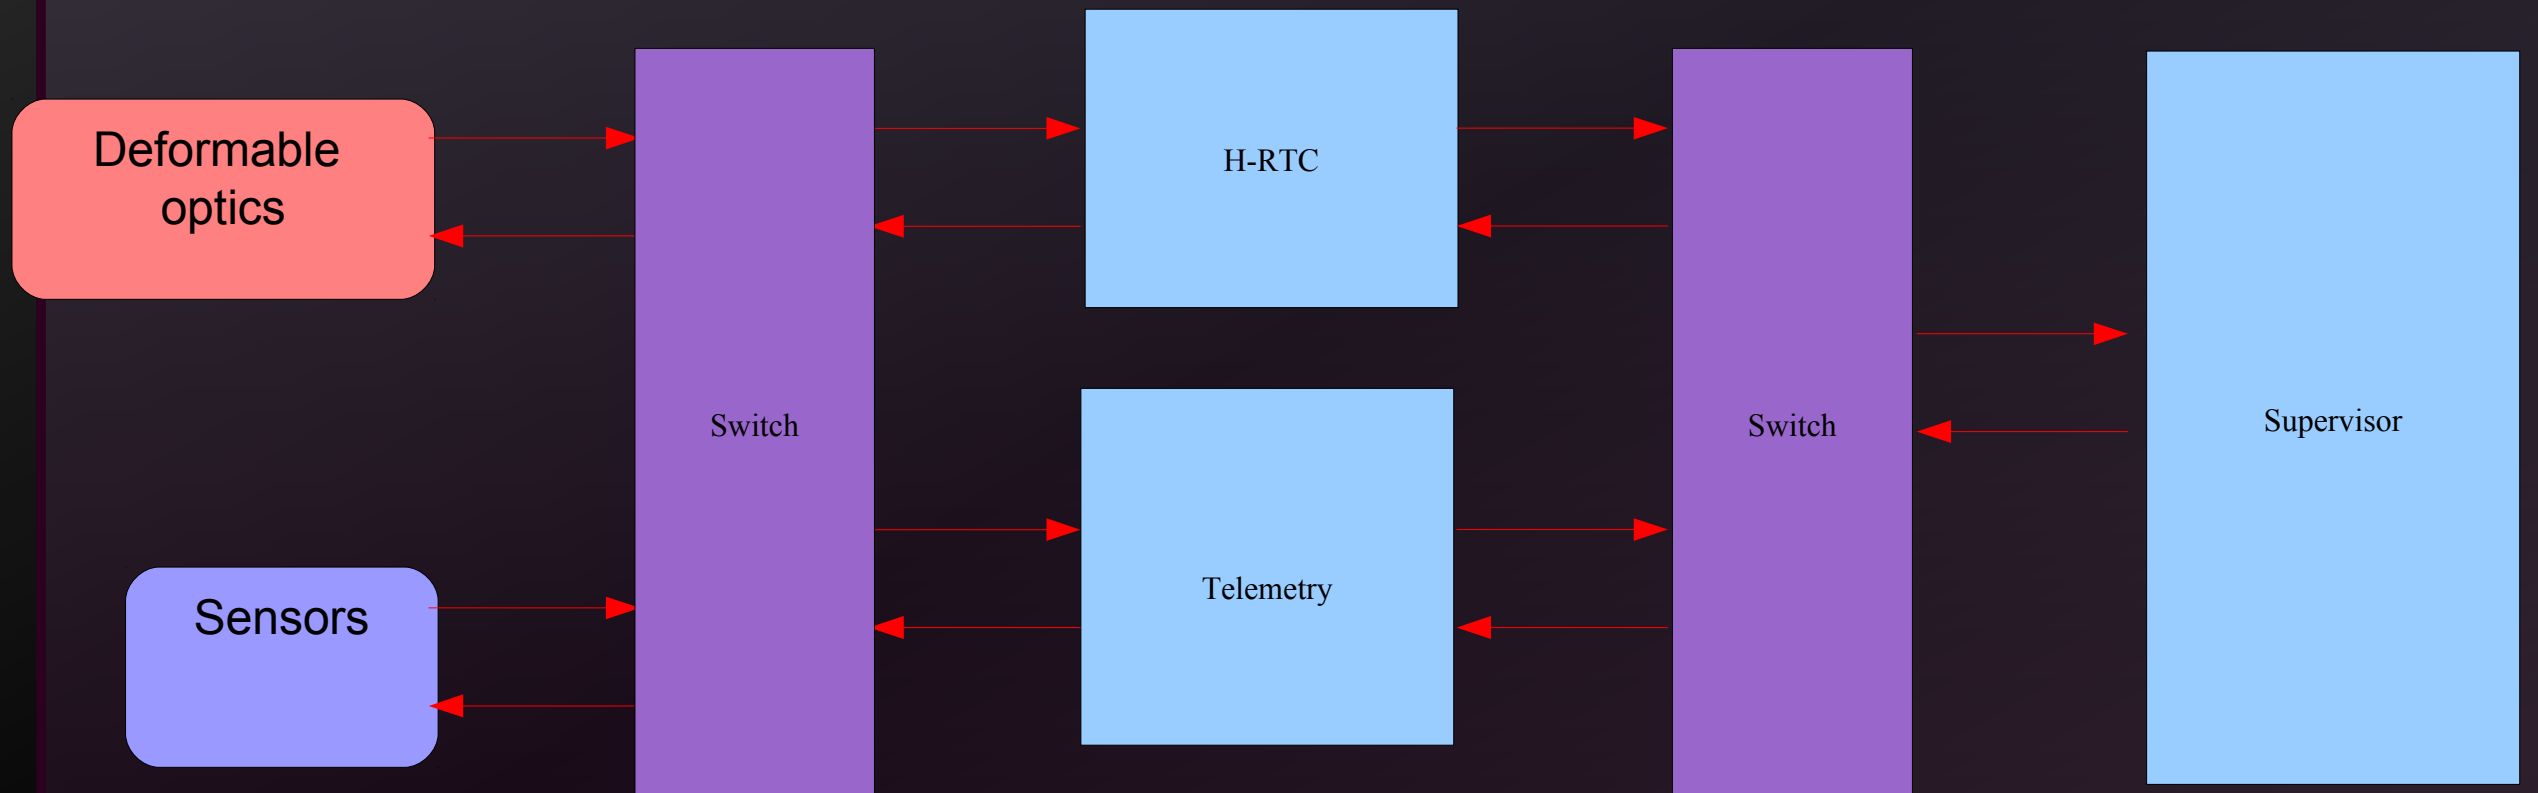 Deformable
optics
Sensors
Switch
H-RTC
Telemetry
Switch
Supervisor